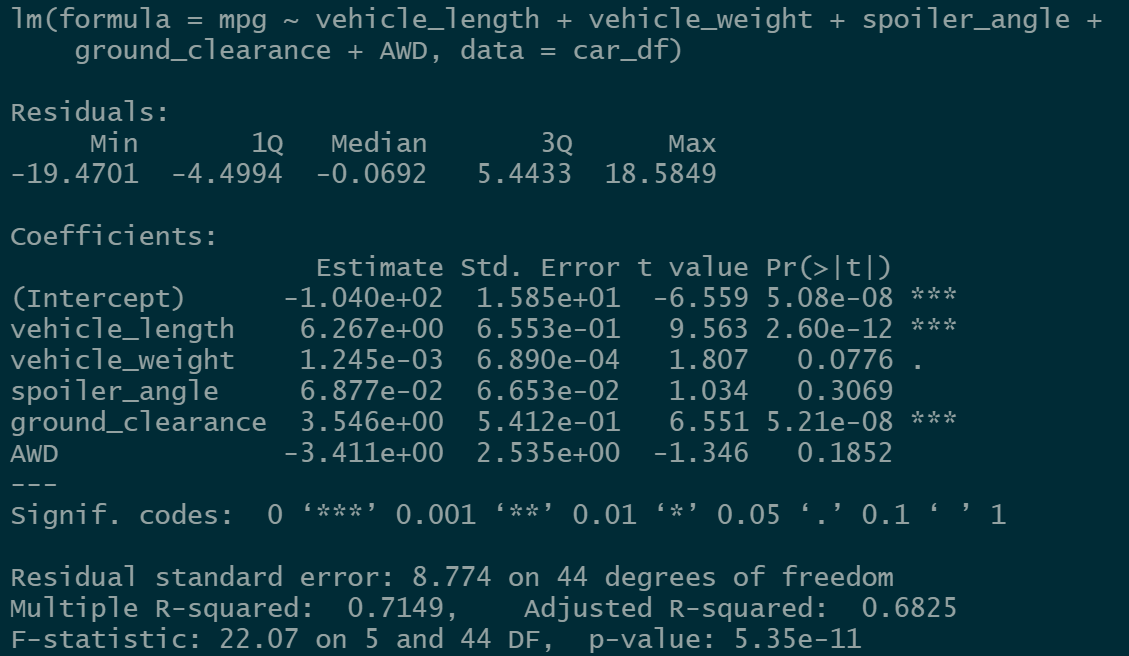 lm(formula = mpg ~ vehicle_length + vehicle_weight + spoiler_angle +
    ground_clearance + AWD, data = car_df)

Residuals:
     Min       1Q   Median       3Q      Max
-19.4701  -4.4994  -0.0692   5.4433  18.5849

Coefficients:
                   Estimate Std. Error t value Pr(>|t|)
(Intercept)      -1.040e+02  1.585e+01  -6.559 5.08e-08 ***
vehicle_length    6.267e+00  6.553e-01   9.563 2.60e-12 ***
vehicle_weight    1.245e-03  6.890e-04   1.807   0.0776 .
spoiler_angle     6.877e-02  6.653e-02   1.034   0.3069
ground_clearance  3.546e+00  5.412e-01   6.551 5.21e-08 ***
AWD              -3.411e+00  2.535e+00  -1.346   0.1852
---
Signif. codes:  0 ‘***’ 0.001 ‘**’ 0.01 ‘*’ 0.05 ‘.’ 0.1 ‘ ’ 1

Residual standard error: 8.774 on 44 degrees of freedom
Multiple R-squared:  0.7149,    Adjusted R-squared:  0.6825
F-statistic: 22.07 on 5 and 44 DF,  p-value: 5.35e-11